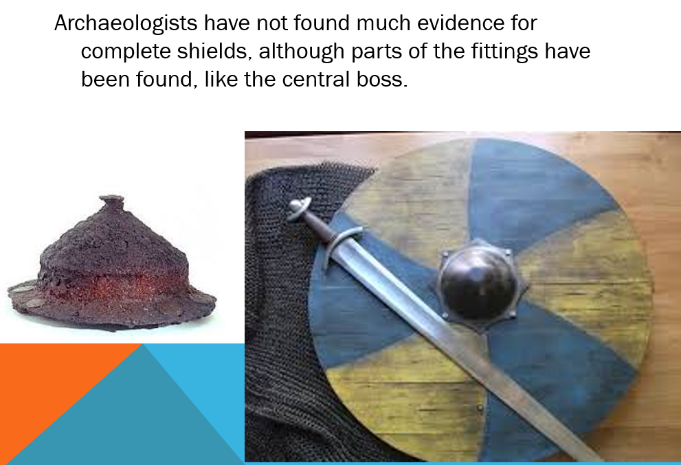 Archaeologists have not found much evidence for
complete shields, although parts of the fittings have
been found, like the central boss.